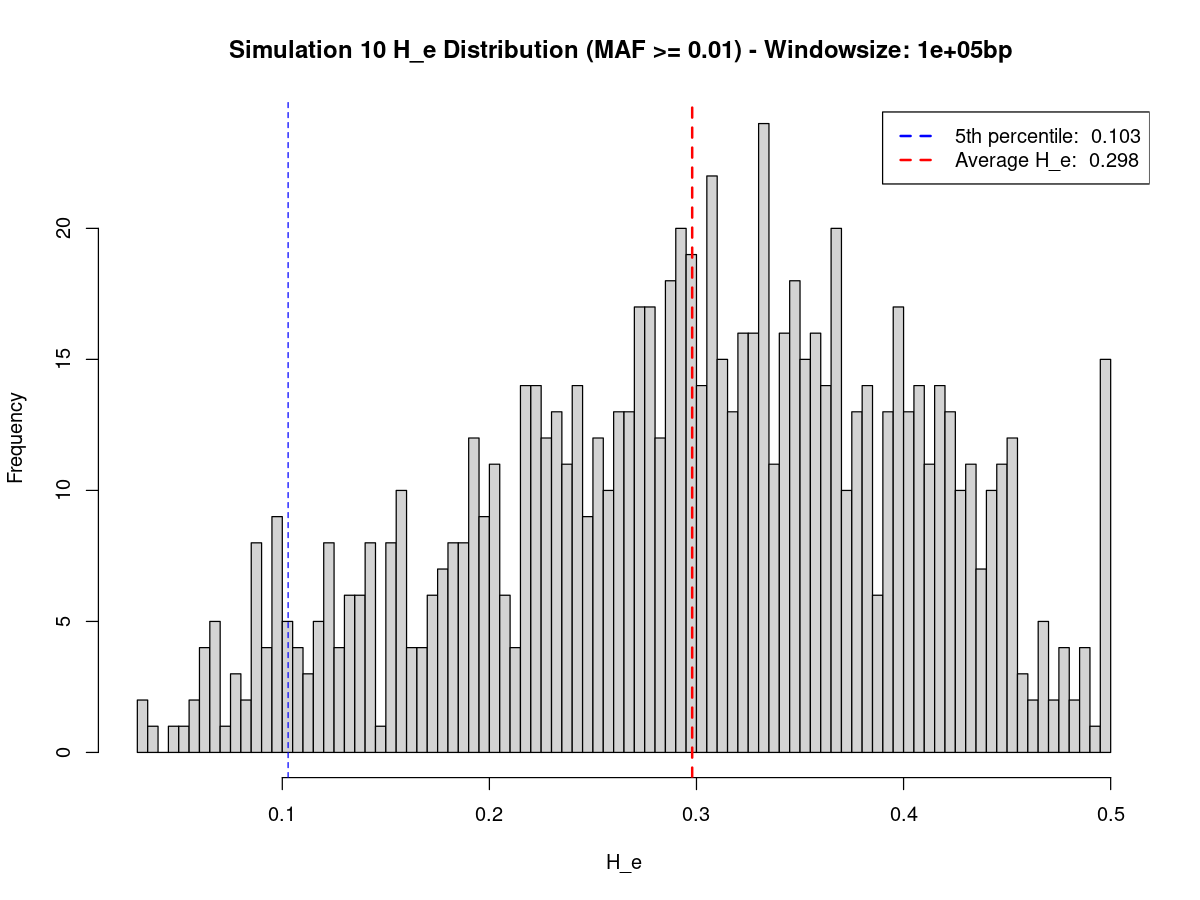 Simulation 10 H_e Distribution (MAF >= 0.01) - Windowsize: 1e+05bp
5th percentile:  0.103
Average H_e:  0.298
Frequency
20
15
10
5
0
0.1
0.2
0.3
0.4
0.5
H_e